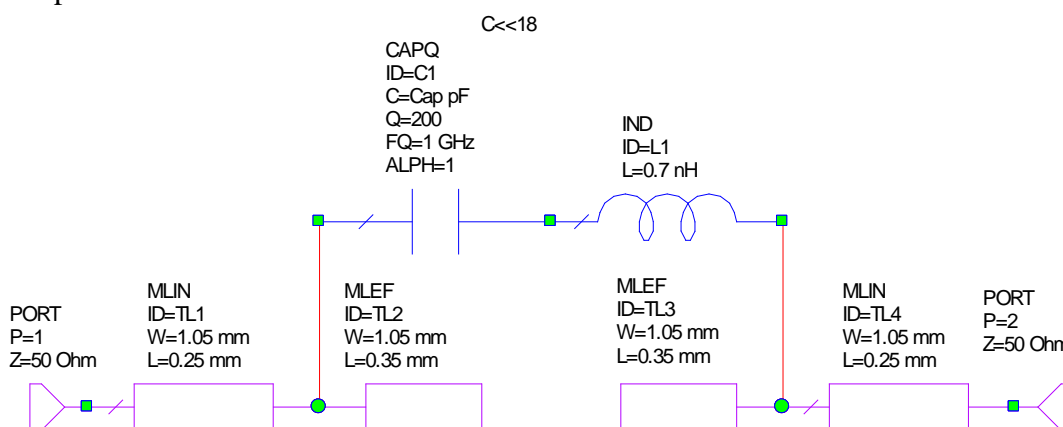 C<<18
CAPQ
ID=C1
C=Cap pF
Q=200
FQ=1 GHz
ALPH=1
IND
ID=L1
L=0.7 nH
PORT
P=1
Z=50 Ohm
MLIN
ID=TL1
W=1.05 mm
L=0.25 mm
MLEF
ID=TL2
W=1.05 mm
L=0.35 mm
MLEF
ID=TL3
W=1.05 mm
L=0.35 mm
MLIN
ID=TL4
W=1.05 mm
L=0.25 mm
PORT
P=2
Z=50 Ohm